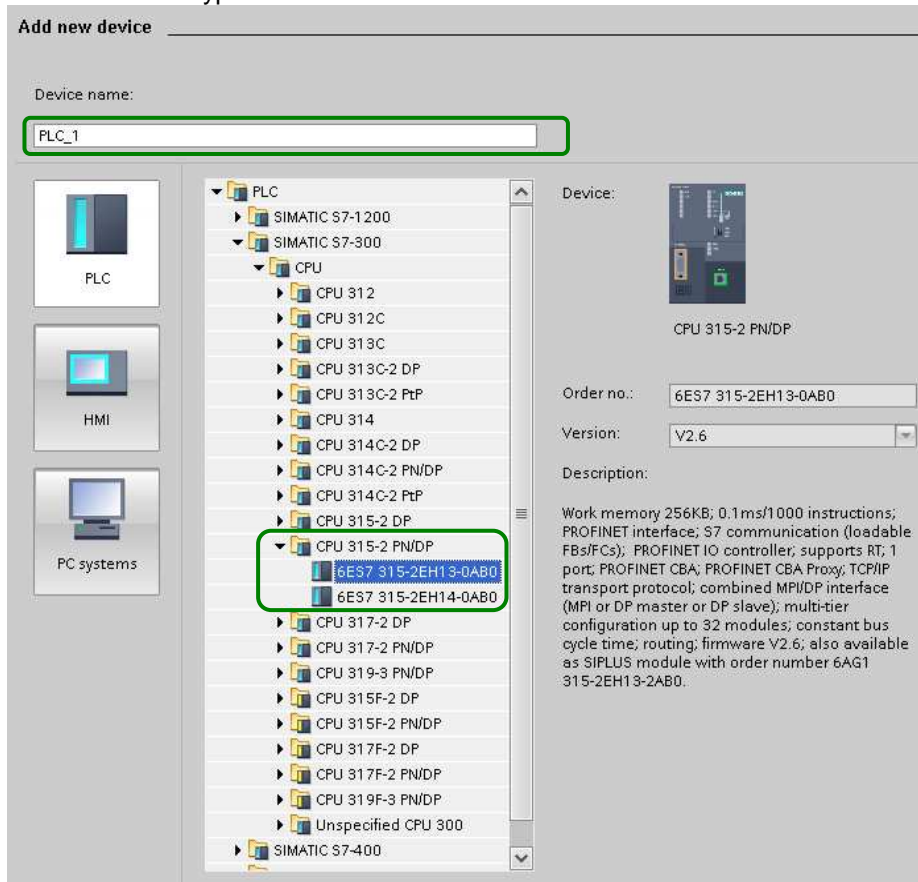 Add new device
Device name:
PLC_1
PLC
HMI
PC systems
PLC
SIMATIC S7-1200
SIMATIC S7-300
CPU
CPU 312
CPU 312C
CPU 313C
CPU 313C-2 DP
CPU 313C-2 PtP
CPU 314
CPU 314C-2 DP
CPU 314C-2 PN/DP
CPU 314C-2 PtP
CPU 315-2 DP
CPU 315-2 PN/DP
6ES7 315-2EH13-0AB0
6ES7 315-2EH14-0AB0
CPU 317-2 DP
CPU 317-2 PN/DP
CPU 319-3 PN/DP
CPU 315F-2 DP
CPU 315F-2 PN/DP
CPU 317F-2 DP
CPU 317F-2 PN/DP
CPU 319F-3 PN/DP
Unspecified CPU 300
SIMATIC S7-400
Device:
CPU 315-2 PN/DP
Order no.: 6ES7 315-2EH13-0AB0
Version: V2.6
Description:
Work memory 256KB; 0.1ms/1000 instructions;
PROFINET interface; S7 communication (loadable
FBs/FCs); PROFINET IO controller; supports RT; 1
port; PROFINET CBA; PROFINET CBA Proxy; TCP/IP
transport protocol; combined MPI/DP interface
(MPI or DP master or DP slave); multi-tier
configuration up to 32 modules; constant bus
cycle time; routing; firmware V2.6; also available
as SIPLUS module with order number 6AG1
315-2EH13-2AB0.